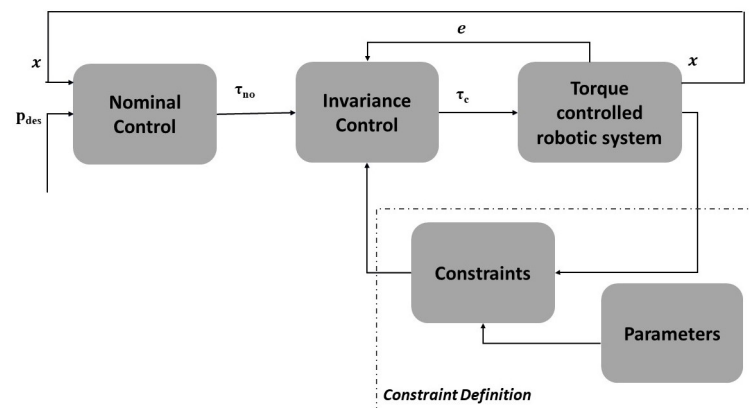 e
x
x
Nominal
Control
τno
Invariance
Control
τc
Torque
controlled
robotic system
pdes
Constraints
Parameters
Constraint Definition